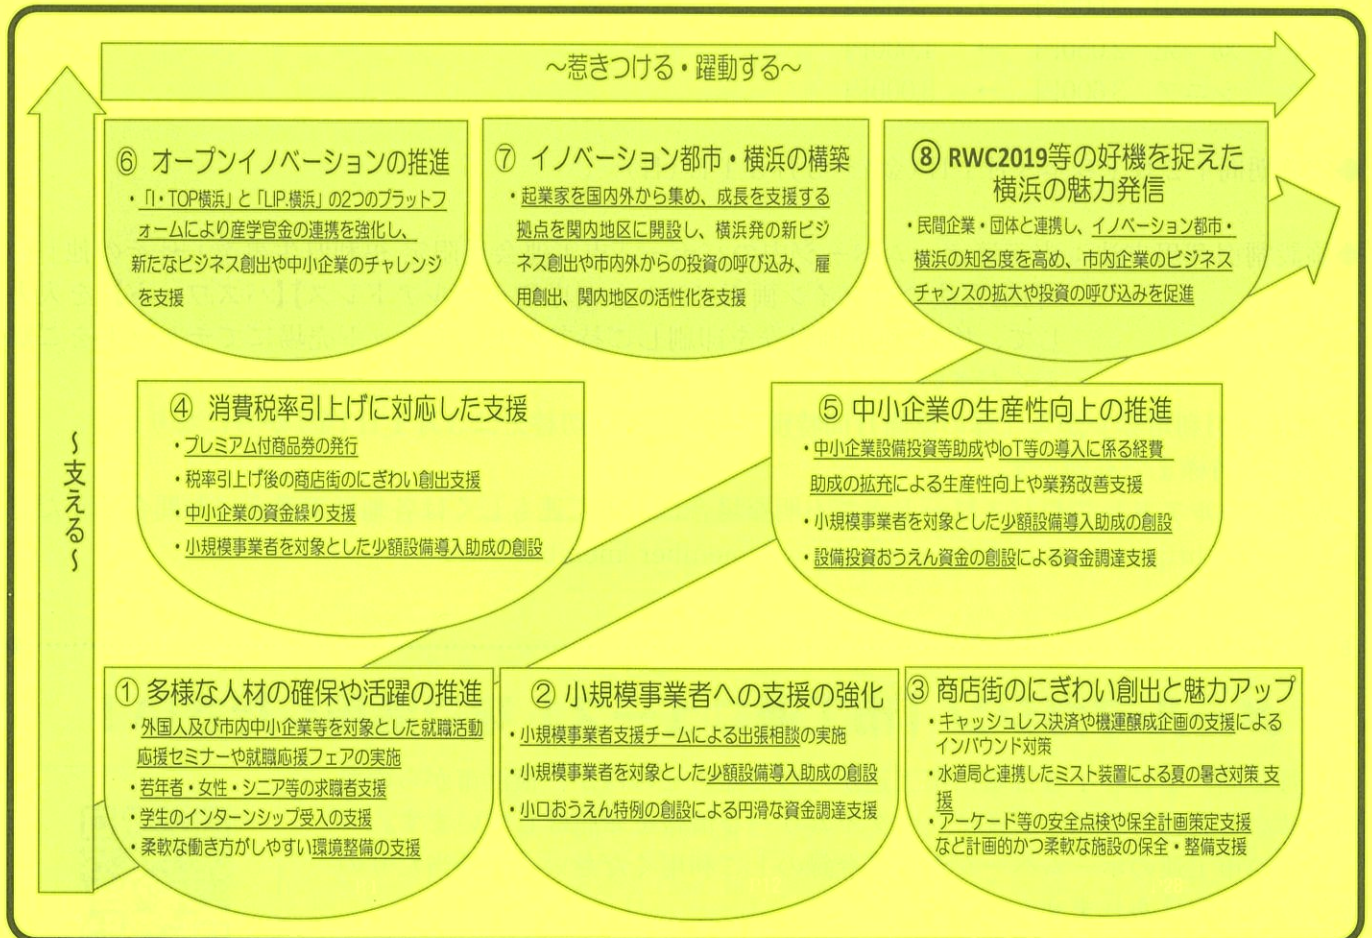 ～惹きつける・躍動する～
～支える～
⑥ オープンイノベーションの推進
・「I・TOP横浜」と「LIP.横浜」の2つのプラットフ
ォームにより産学官金の連携を強化し、
新たなビジネス創出や中小企業のチャレンジ
を支援
⑦ イノベーション都市・横浜の構築
・起業家を国内外から集め、成長を支援する
拠点を関内地区に開設し、横浜発の新ビジ
ネス創出や市内外からの投資の呼び込み、雇
用創出、関内地区の活性化を支援
⑧ RWC2019等の好機を捉えた
横浜の魅力発信
・民間企業・団体と連携し、イノベーション都市・
横浜の知名度を高め、市内企業のビジネス
チャンスの拡大や投資の呼び込みを促進
④ 消費税率引上げに対応した支援
・プレミアム付商品券の発行
・税率引上げ後の商店街のにぎわい創出支援
・中小企業の資金繰り支援
・小規模事業者を対象とした少額設備導入助成の創設
⑤ 中小企業の生産性向上の推進
・中小企業設備投資等助成やIoT等の導入に係る経費
助成の拡充による生産性向上や業務改善支援
・小規模事業者を対象とした少額設備導入助成の創設
・設備投資おうえん資金の創設による資金調達支援
① 多様な人材の確保や活躍の推進
・外国人及び市内中小企業等を対象とした就職活動
応援セミナーや就職応援フェアの実施
・若年者・女性・シニア等の求職者支援
・学生のインターンシップ受入の支援
・柔軟な働き方がしやすい環境整備の支援
② 小規模事業者への支援の強化
・小規模事業者支援チームによる出張相談の実施
・小規模事業者を対象とした少額設備導入助成の創設
・小口おうえん特例の創設による円滑な資金調達支援
③ 商店街のにぎわい創出と魅力アップ
・キャッシュレス決済や機運醸成企画の支援による
インバウンド対策
・水道局と連携したミスト装置による夏の暑さ対策 支
援
・アーケード等の安全点検や保全計画策定支援
など計画的かつ柔軟な施設の保全・整備支援